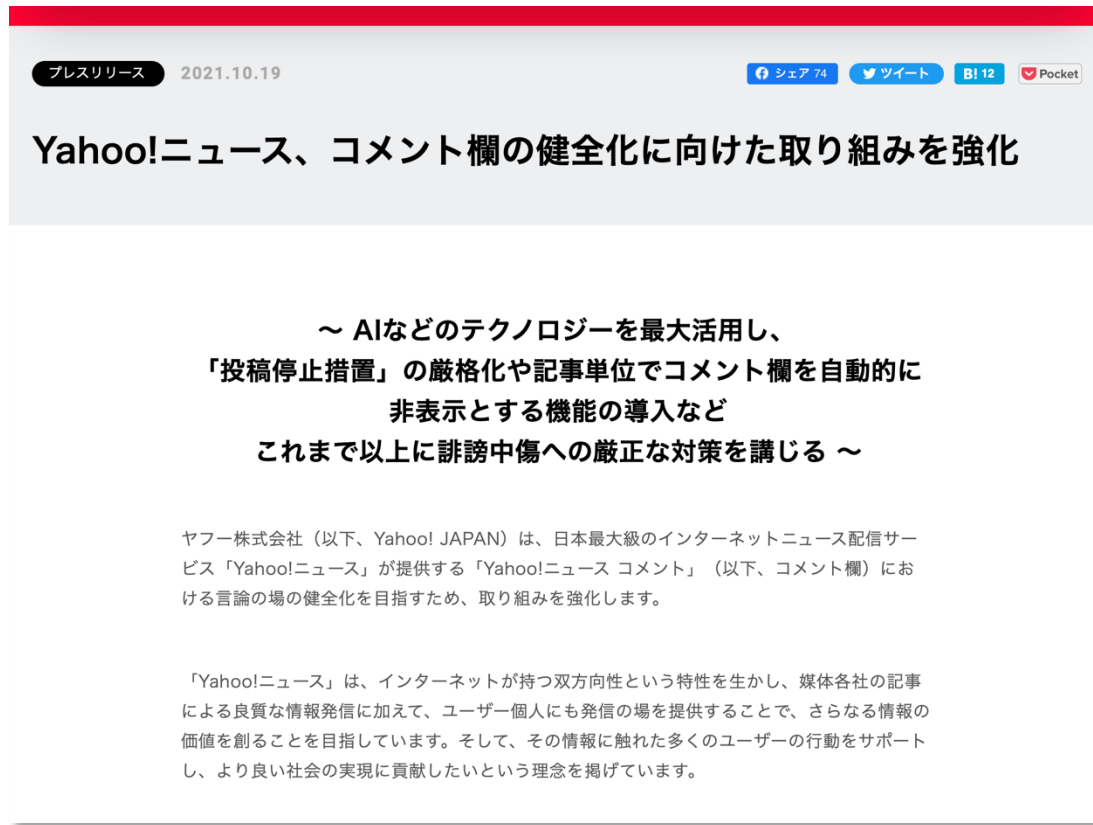 プレスリリース 2021.10.19 シェア 74 ツイート B! 12 Pocket
Yahoo!ニュース、コメント欄の健全化に向けた取り組みを強化
〜 AIなどのテクノロジーを最大活用し、
「投稿停止措置」の厳格化や記事単位でコメント欄を自動的に
非表示とする機能の導入など
これまで以上に誹謗中傷への厳正な対策を講じる 〜
ヤフー株式会社（以下、Yahoo! JAPAN）は、日本最大級のインターネットニュース配信サー
ビス「Yahoo!ニュース」が提供する「Yahoo!ニュース コメント」（以下、コメント欄）にお
ける言論の場の健全化を目指すため、取り組みを強化します。
「Yahoo!ニュース」は、インターネットが持つ双方向性という特性を生かし、媒体各社の記事
による良質な情報発信に加えて、ユーザー個人にも発信の場を提供することで、さらなる情報の
価値を創ることを目指しています。そして、その情報に触れた多くのユーザーの行動をサポート
し、より良い社会の実現に貢献したいという理念を掲げています。